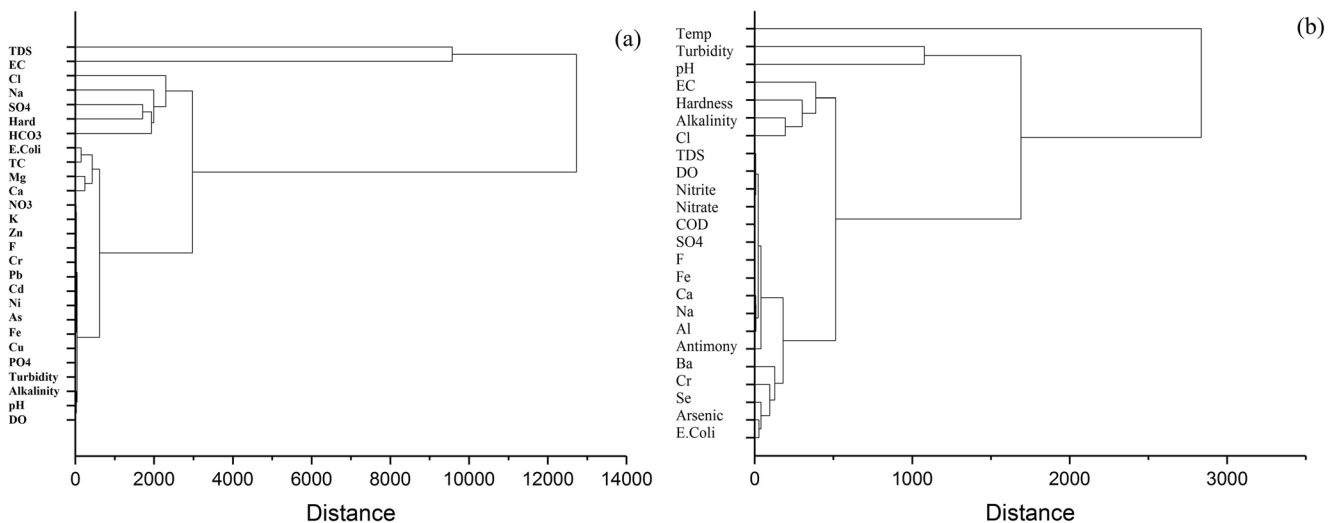 (a)
TDS
EC
Cl
Na
SO4
Hard
HCO3
E.Coli
TC
Mg
Ca
NO3
K
Zn
F
Cr
Pb
Cd
Ni
As
Fe
Cu
PO4
Turbidity
Alkalinity
pH
DO
0 2000 4000 6000 8000 10000 12000 14000
Distance
(b)
Temp
Turbidity
pH
EC
Hardness
Alkalinity
Cl
TDS
DO
Nitrite
Nitrate
COD
SO4
F
Fe
Ca
Na
Al
Antimony
Ba
Cr
Se
Arsenic
E.Coli
0 1000 2000 3000
Distance